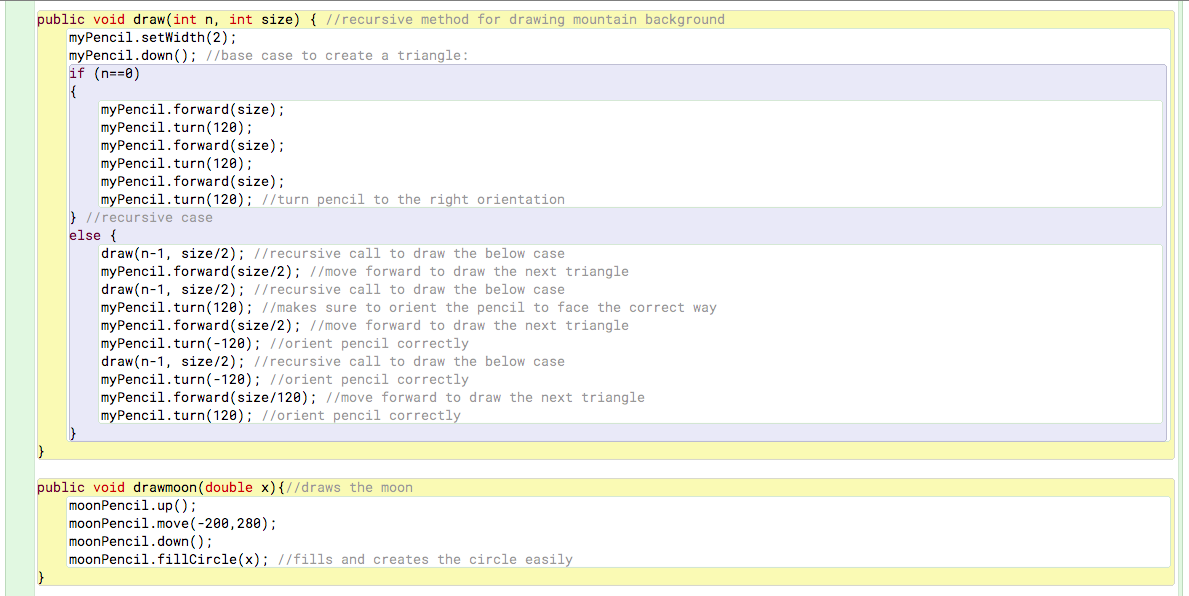 public void draw(int n, int size) { //recursive method for drawing mountain background
myPencil.setWidth(2);
myPencil.down(); //base case to create a triangle:
if (n==0)
{
myPencil.forward(size);
myPencil.turn(120);
myPencil.forward(size);
myPencil.turn(120);
myPencil.forward(size);
myPencil.turn(120); //turn pencil to the right orientation
} //recursive case
else {
draw(n-1, size/2); //recursive call to draw the below case
myPencil.forward(size/2); //move forward to draw the next triangle
draw(n-1, size/2); //recursive call to draw the below case
myPencil.turn(120); //makes sure to orient the pencil to face the correct way
myPencil.forward(size/2); //move forward to draw the next triangle
myPencil.turn(-120); //orient pencil correctly
draw(n-1, size/2); //recursive call to draw the below case
myPencil.turn(-120); //orient pencil correctly
myPencil.forward(size/120); //move forward to draw the next triangle
myPencil.turn(120); //orient pencil correctly
}
}
public void drawmoon(double x){//draws the moon
moonPencil.up();
moonPencil.move(-200,280);
moonPencil.down();
moonPencil.fillCircle(x); //fills and creates the circle easily
}